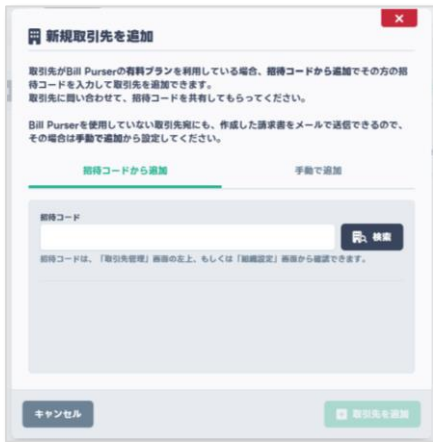 新規取引先を追加
取引先がBill Purserの有料プランを利用している場合、招待コードから追加でその方の招
待コードを入力して取引先を追加できます。
取引先に問い合わせて、招待コードを共有してもらってください。
Bill Purserを使用していない取引先宛にも、作成した請求書をメールで送信できるので、
その場合は手動で追加から設定してください。
招待コードから追加
手動で追加
招待コード
検索
招待コードは、「取引先管理」画面の左上、もしくは「組織設定」画面から確認できます。
キャンセル
取引先を追加